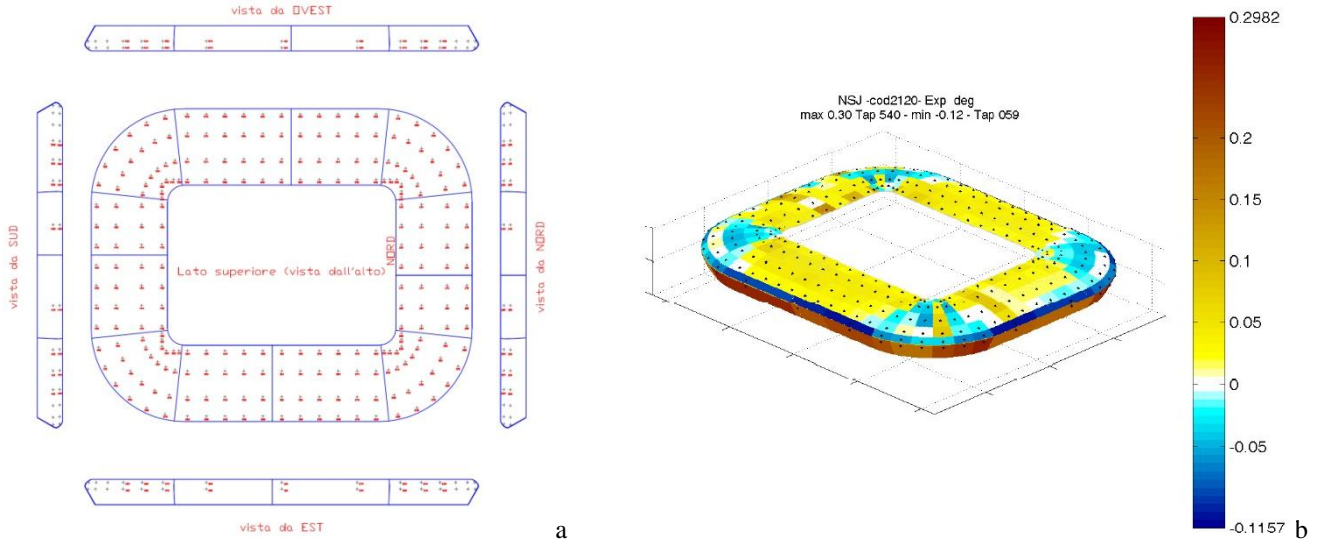 vista da OVEST
vista da SUD
NORD
Lato superiore (vista dall'alto)
vista da NORD
vista da EST
a
NSJ -cod2120- Exp deg
max 0.30 Tap 540 - min -0.12 - Tap 059
0.2982
0.2
0.15
0.1
0.05
0
-0.05
-0.1157
b